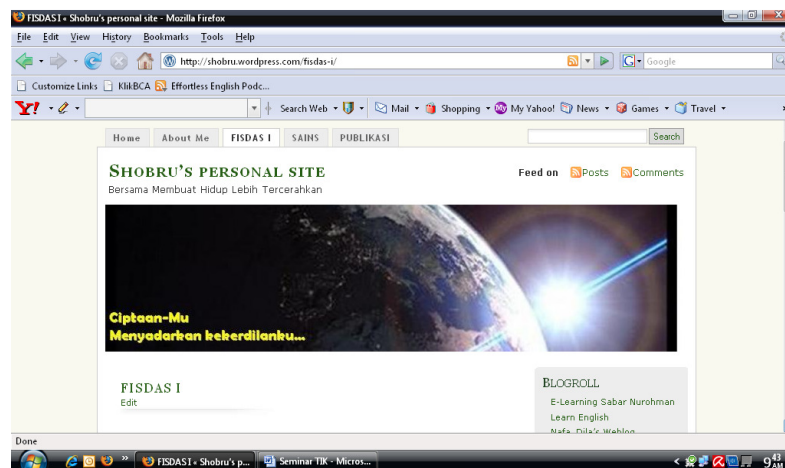 FISDAS I « Shobru's personal site - Mozilla Firefox
File Edit View History Bookmarks Tools Help
http://shobru.wordpress.com/fisdas-i/ Google
Customize Links KlikBCA Effortless English Podc...
Y! Search Web Mail Shopping My Yahoo! News Games Travel
Home About Me FISDAS I SAINS PUBLIKASI Search
SHOBRU'S PERSONAL SITE Feed on Posts Comments
Bersama Membuat Hidup Lebih Tercerahkan
Ciptaan-Mu
Menyadarkan kekerdilanku...
FISDAS I
Edit
BLOGROLL
E-Learning Sabar Nurohman
Learn English
Nafa Dila's Weblog
Done
FISDAS I « Shobru's p... Seminar TIK - Micros... 9:43 AM